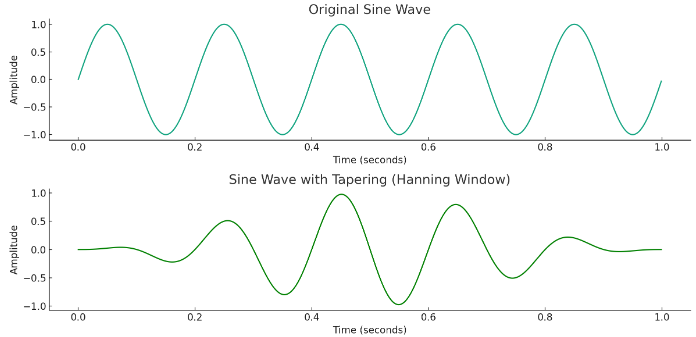 Original Sine Wave
1.0
0.5
0.0
−0.5
−1.0
Amplitude
0.0 0.2 0.4 0.6 0.8 1.0
Time (seconds)
Sine Wave with Tapering (Hanning Window)
1.0
0.5
0.0
−0.5
−1.0
Amplitude
0.0 0.2 0.4 0.6 0.8 1.0
Time (seconds)